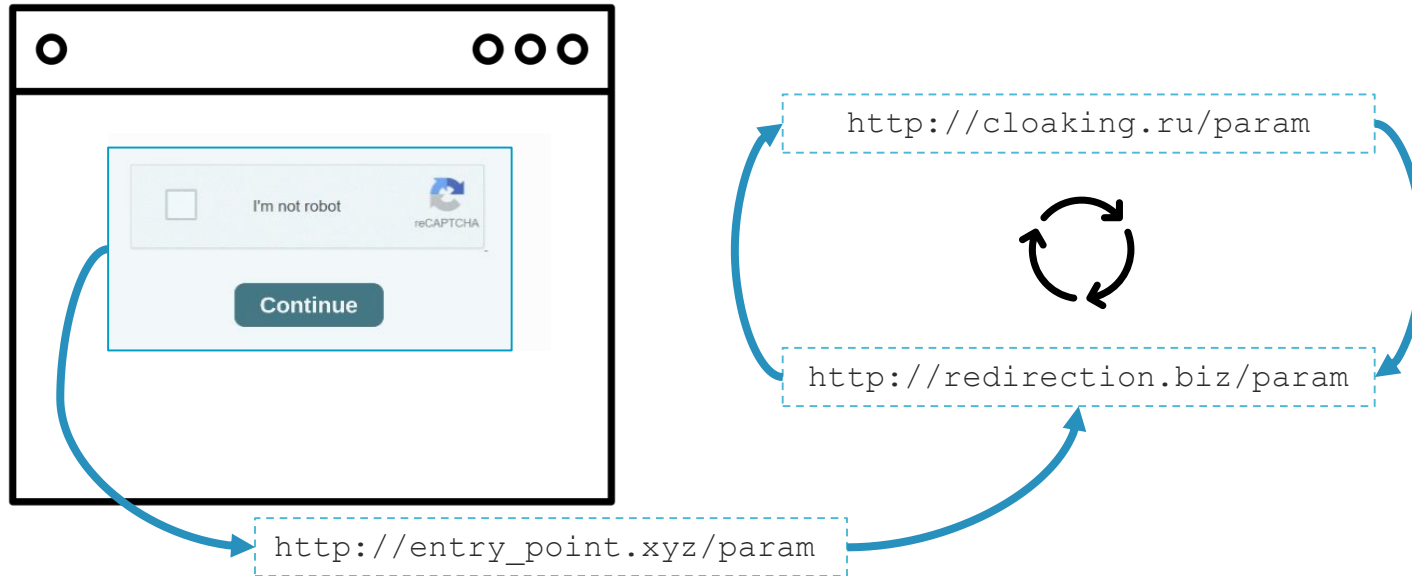 I'm not robot
reCAPTCHA
Continue
http://cloaking.ru/param
http://redirection.biz/param
http://entry_point.xyz/param